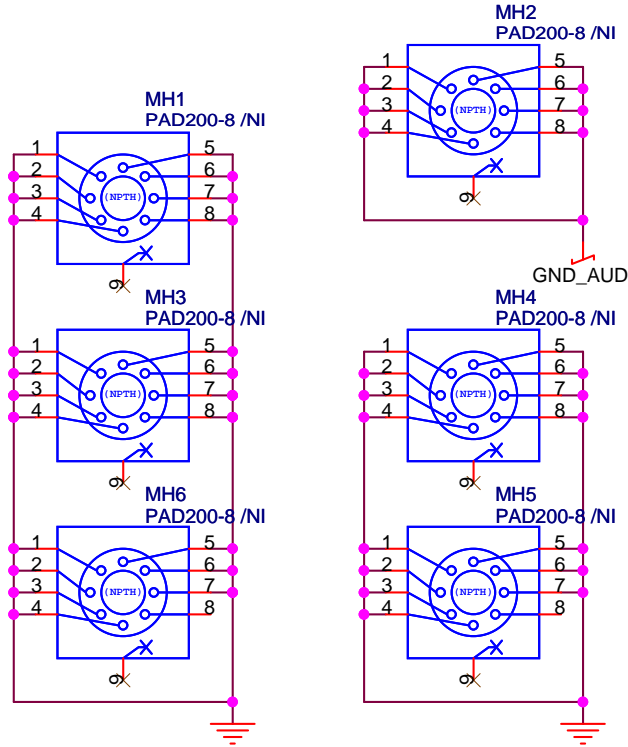 MH2
PAD200-8 /NI
1 5
2 6
3 (NPTH) 7
4 8
9
GND_AUD
MH1
PAD200-8 /NI
1 5
2 6
3 (NPTH) 7
4 8
9
MH3
PAD200-8 /NI
1 5
2 6
3 (NPTH) 7
4 8
9
MH4
PAD200-8 /NI
1 5
2 6
3 (NPTH) 7
4 8
9
MH6
PAD200-8 /NI
1 5
2 6
3 (NPTH) 7
4 8
9
MH5
PAD200-8 /NI
1 5
2 6
3 (NPTH) 7
4 8
9